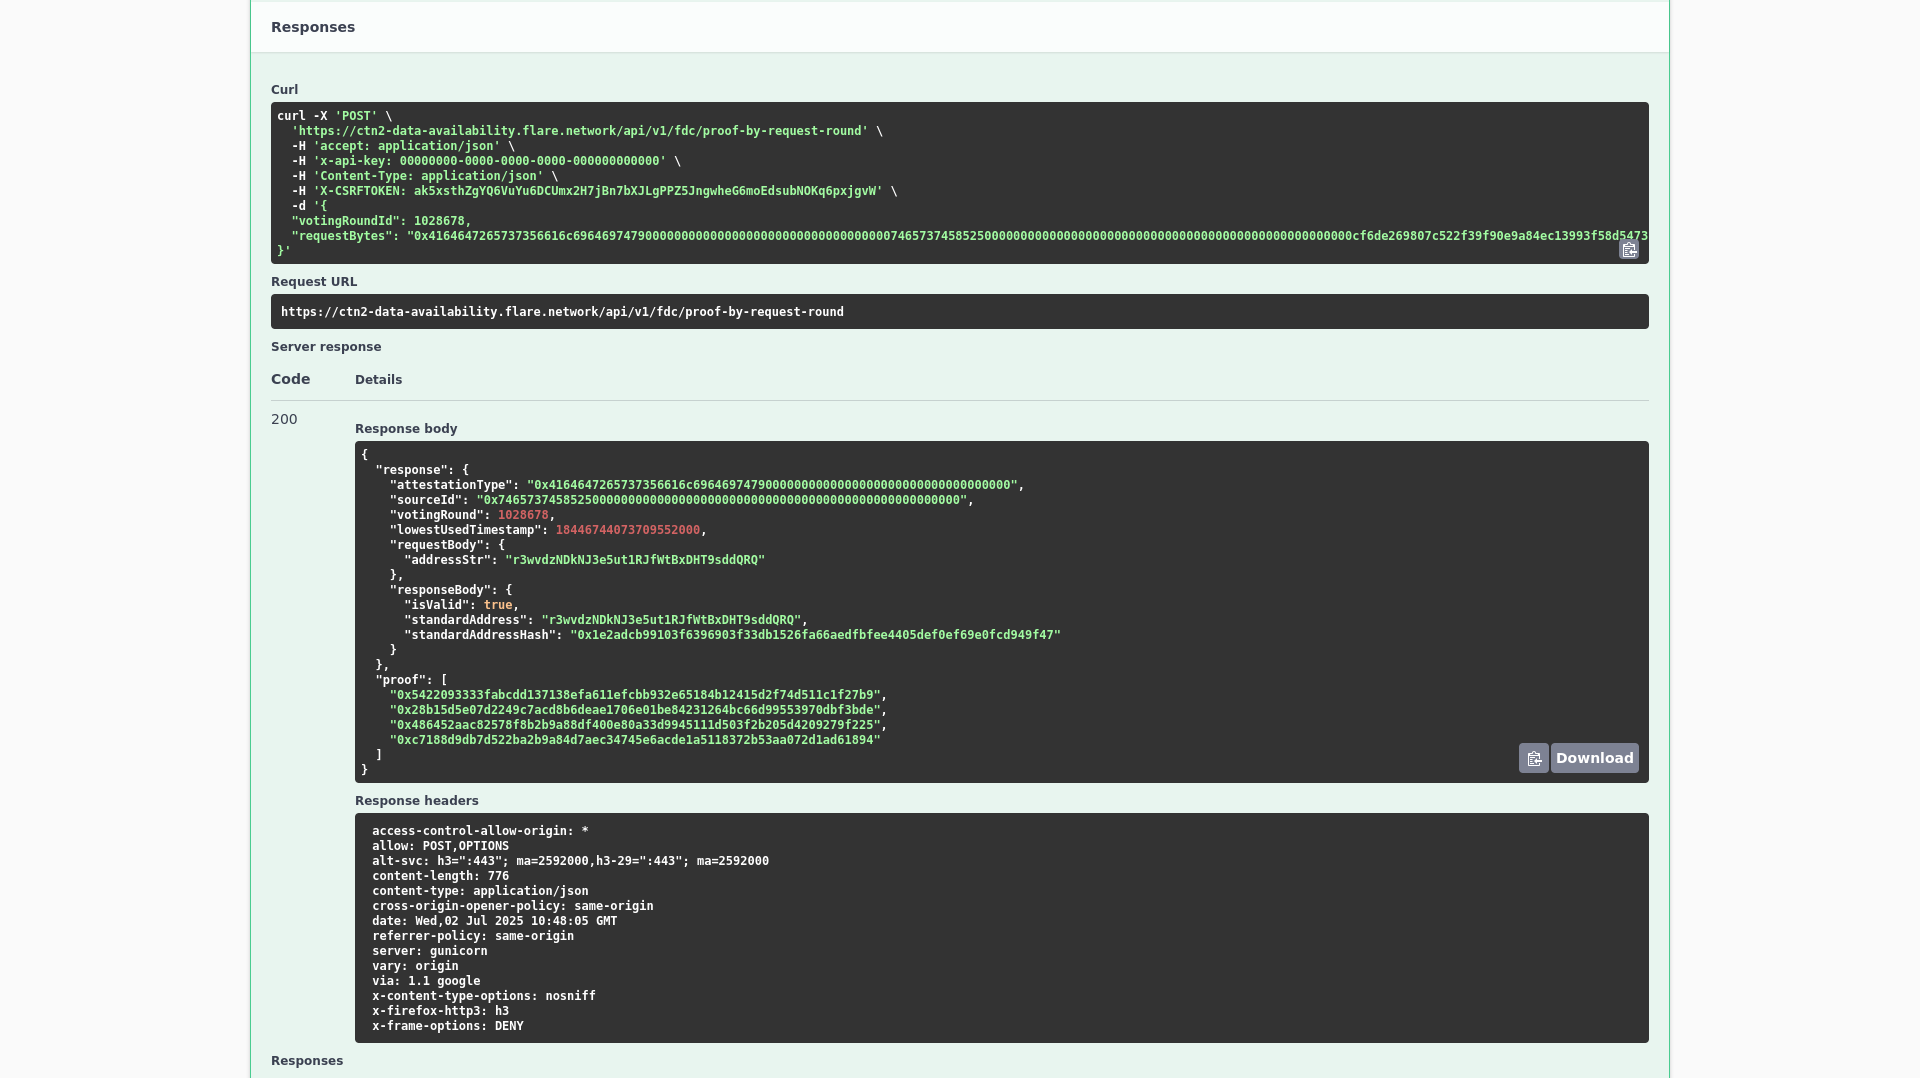 Responses
Curl
curl -X 'POST' \
'https://ctn2-data-availability.flare.network/api/v1/fdc/proof-by-request-round' \
-H 'accept: application/json' \
-H 'x-api-key: 00000000-0000-0000-0000-000000000000' \
-H 'Content-Type: application/json' \
-H 'X-CSRFTOKEN: ak5xsthZgYQ6VuYu6DCUmx2H7jBn7bXJLgPPZ5JngwheG6moEdsubNOKq6pxjgvW' \
-d '{
"votingRoundId": 1028678,
"requestBytes": "0x4164647265737356616c6964697479000000000000000000000000000000000074657374585250000000000000000000000000000000000000000000000000000cf6de269807c522f39f90e9a84ec13993f58d5473
}'
Request URL
https://ctn2-data-availability.flare.network/api/v1/fdc/proof-by-request-round
Server response
Code Details
200
Response body
{
"response": {
"attestationType": "0x4164647265737356616c69646974790000000000000000000000000000000000",
"sourceId": "0x7465737458525000000000000000000000000000000000000000000000000000",
"votingRound": 1028678,
"lowestUsedTimestamp": 18446744073709552000,
"requestBody": {
"addressStr": "r3wvdzNDkNJ3e5ut1RJfWtBxDHT9sddQRQ"
},
"responseBody": {
"isValid": true,
"standardAddress": "r3wvdzNDkNJ3e5ut1RJfWtBxDHT9sddQRQ",
"standardAddressHash": "0x1e2adcb99103f6396903f33db1526fa66aedfbfee4405def0ef69e0fcd949f47"
}
},
"proof": [
"0x5422093333fabcdd137138efa611efcbb932e65184b12415d2f74d511c1f27b9",
"0x28b15d5e07d2249c7acd8b6deae1706e01be84231264bc66d99553970dbf3bde",
"0x486452aac82578f8b2b9a88df400e80a33d9945111d503f2b205d4209279f225",
"0xc7188d9db7d522ba2b9a84d7aec34745e6acde1a5118372b53aa072d1ad61894"
]
}
Download
Response headers
access-control-allow-origin: *
allow: POST,OPTIONS
alt-svc: h3=":443"; ma=2592000,h3-29=":443"; ma=2592000
content-length: 776
content-type: application/json
cross-origin-opener-policy: same-origin
date: Wed,02 Jul 2025 10:48:05 GMT
referrer-policy: same-origin
server: gunicorn
vary: origin
via: 1.1 google
x-content-type-options: nosniff
x-firefox-http3: h3
x-frame-options: DENY
Responses